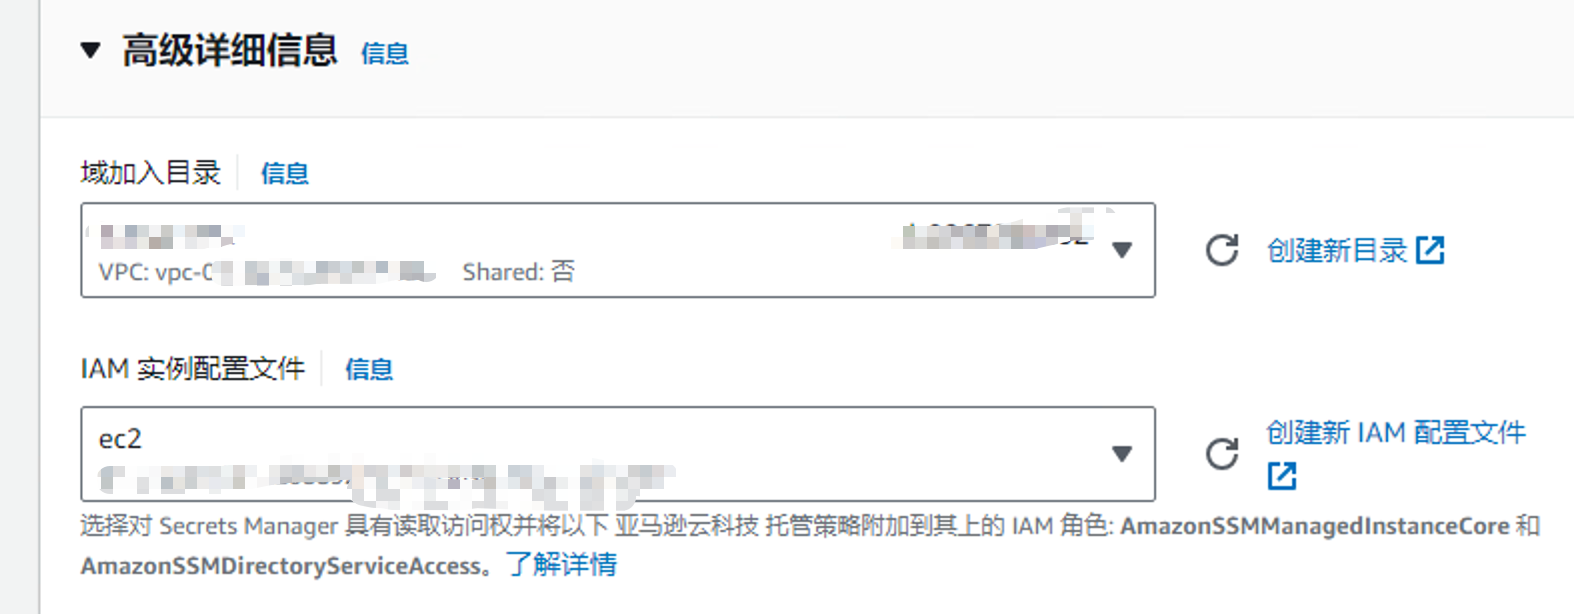 高级详细信息 信息
域加入目录 信息
VPC: vpc-0 Shared: 否
创建新目录
IAM 实例配置文件 信息
ec2
创建新 IAM 配置文件
选择对 Secrets Manager 具有读取访问权并将以下 亚马逊云科技 托管策略附加到其上的 IAM 角色: AmazonSSMManagedInstanceCore 和
AmazonSSMDirectoryServiceAccess。了解详情